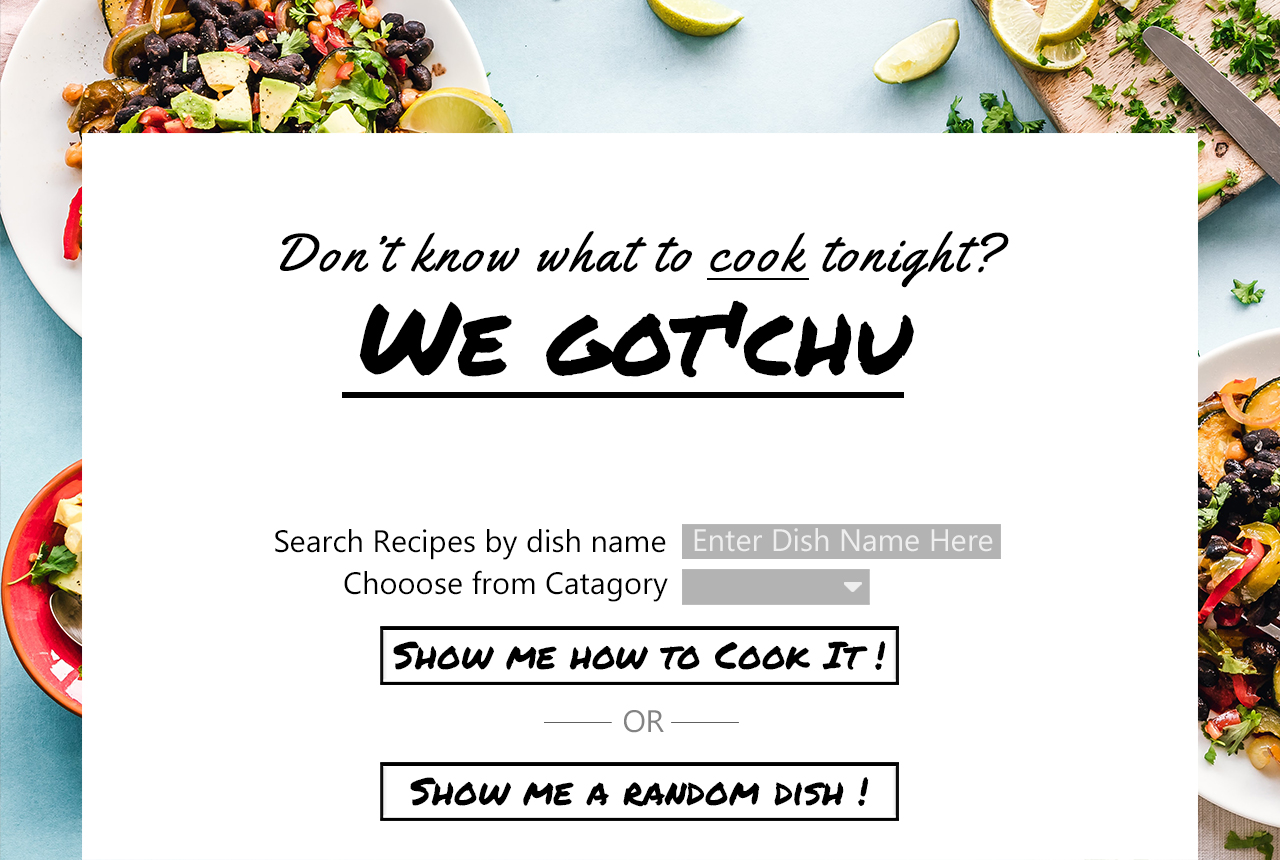 Don't know what to cook tonight?
We got'chu
Search Recipes by dish name Enter Dish Name Here
Chooose from Catagory
Show me how to Cook It !
OR
Show me a random dish !